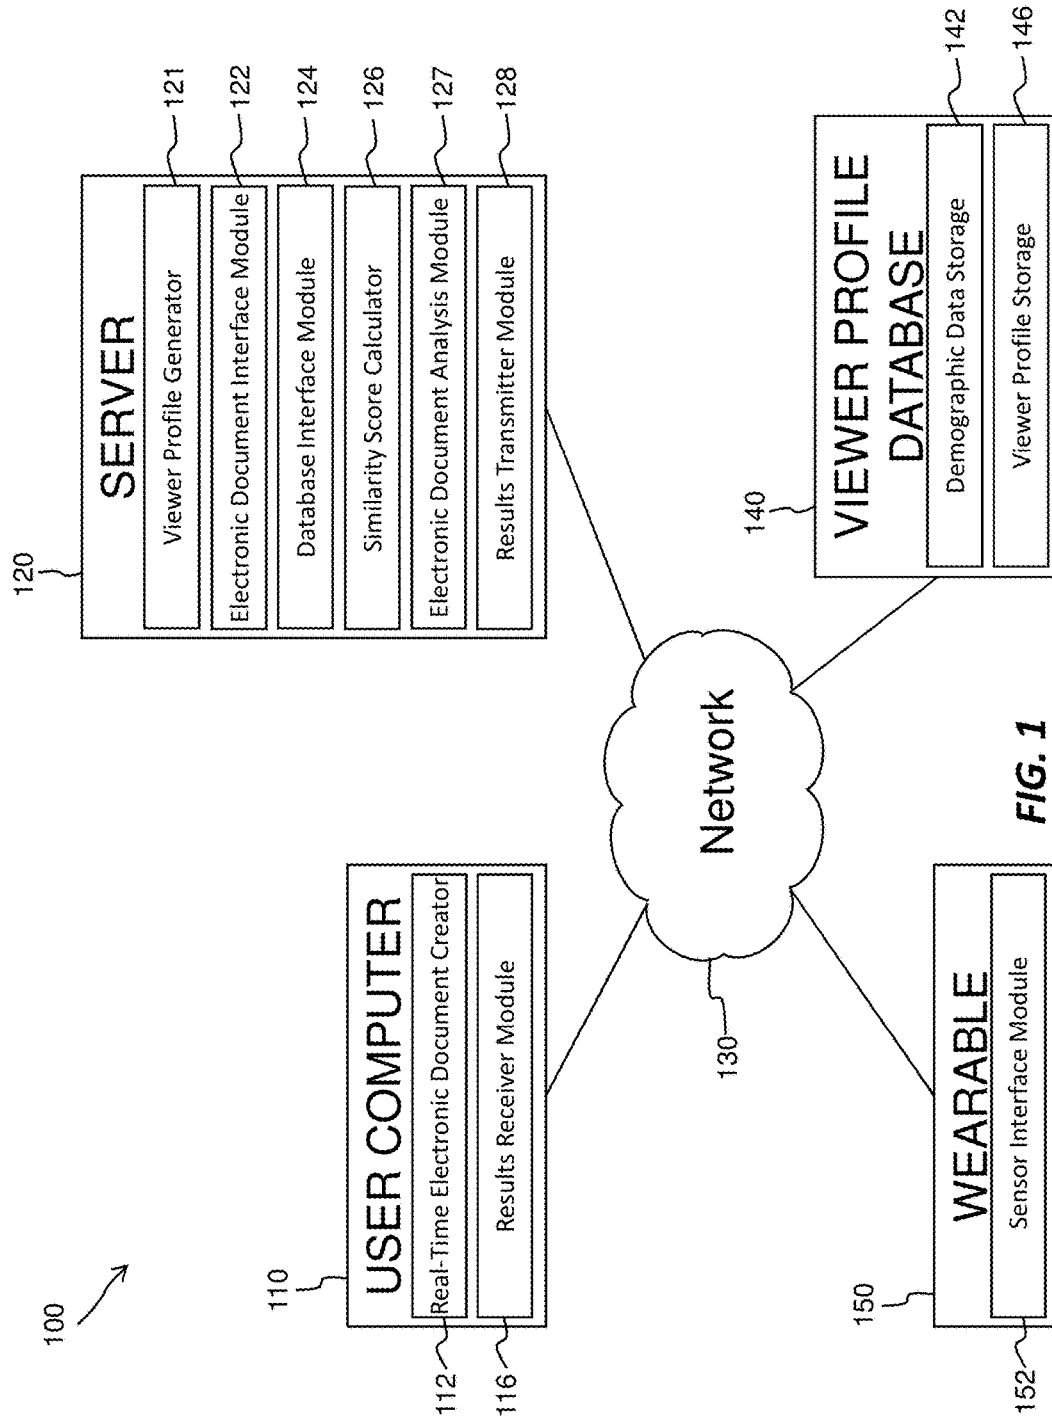 100
110
USER COMPUTER
112
Real-Time Electronic Document Creator
116
Results Receiver Module
120
SERVER
Viewer Profile Generator
121
Electronic Document Interface Module
122
Database Interface Module
124
Similarity Score Calculator
126
Electronic Document Analysis Module
127
Results Transmitter Module
128
130
Network
140
VIEWER PROFILE
DATABASE
Demographic Data Storage
142
Viewer Profile Storage
146
150
WEARABLE
152
Sensor Interface Module
FIG. 1